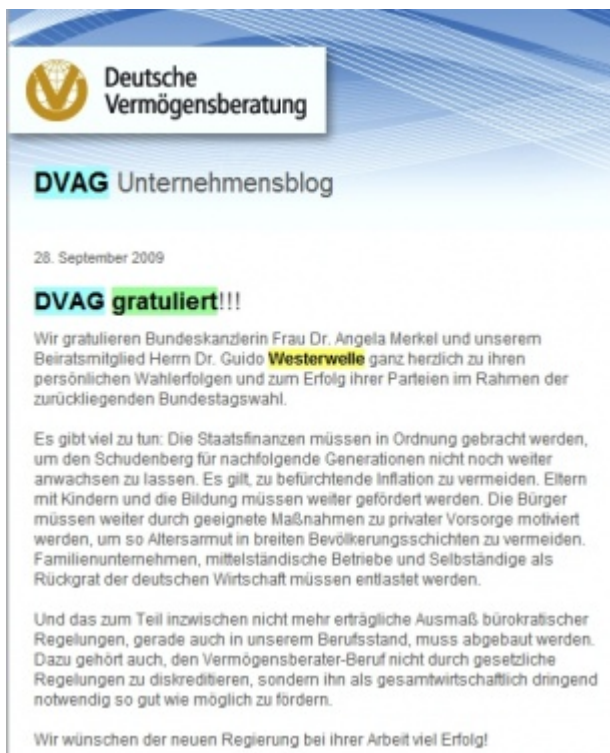 Deutsche
Vermögensberatung
DVAG Unternehmensblog
28. September 2009
DVAG gratuliert!!!
Wir gratulieren Bundeskanzlerin Frau Dr. Angela Merkel und unserem
Beiratsmitglied Herrn Dr. Guido Westerwelle ganz herzlich zu ihren
persönlichen Wahlerfolgen und zum Erfolg ihrer Parteien im Rahmen der
zurückliegenden Bundestagswahl.
Es gibt viel zu tun: Die Staatsfinanzen müssen in Ordnung gebracht werden,
um den Schudenberg für nachfolgende Generationen nicht noch weiter
anwachsen zu lassen. Es gilt, zu befürchtende Inflation zu vermeiden. Eltern
mit Kindern und die Bildung müssen weiter gefördert werden. Die Bürger
müssen weiter durch geeignete Maßnahmen zu privater Vorsorge motiviert
werden, um so Altersarmut in breiten Bevölkerungsschichten zu vermeiden.
Familienunternehmen, mittelständische Betriebe und Selbständige als
Rückgrat der deutschen Wirtschaft müssen entlastet werden.
Und das zum Teil inzwischen nicht mehr erträgliche Ausmaß bürokratischer
Regelungen, gerade auch in unserem Berufsstand, muss abgebaut werden.
Dazu gehört auch, den Vermögensberater-Beruf nicht durch gesetzliche
Regelungen zu diskreditieren, sondern ihn als gesamtwirtschaftlich dringend
notwendig so gut wie möglich zu fördern.
Wir wünschen der neuen Regierung bei ihrer Arbeit viel Erfolg!